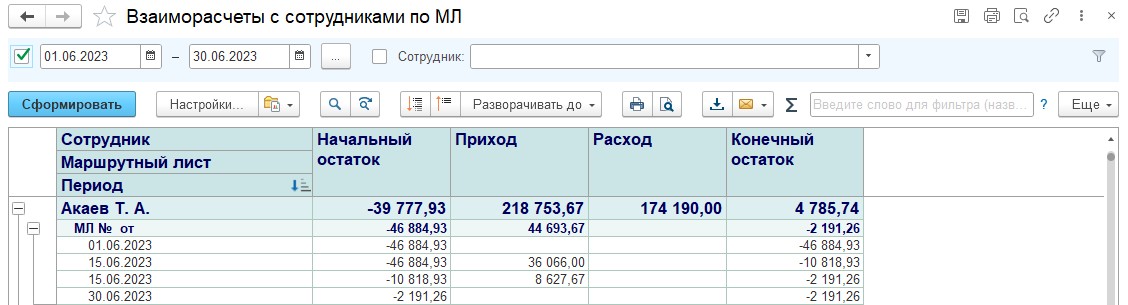 Взаиморасчеты с сотрудниками по МЛ
01.06.2023 – 30.06.2023 ... Сотрудник:
Сформировать Настройки... Разворачивать до Σ Введите слово для фильтра (назв... ? Еще
Сотрудник Начальный остаток Приход Расход Конечный остаток
Маршрутный лист
Период
Акаев Т. А. -39 777,93 218 753,67 174 190,00 4 785,74
МЛ № от -46 884,93 44 693,67 -2 191,26
01.06.2023 -46 884,93 -46 884,93
15.06.2023 -46 884,93 36 066,00 -10 818,93
15.06.2023 -10 818,93 8 627,67 -2 191,26
30.06.2023 -2 191,26 -2 191,26